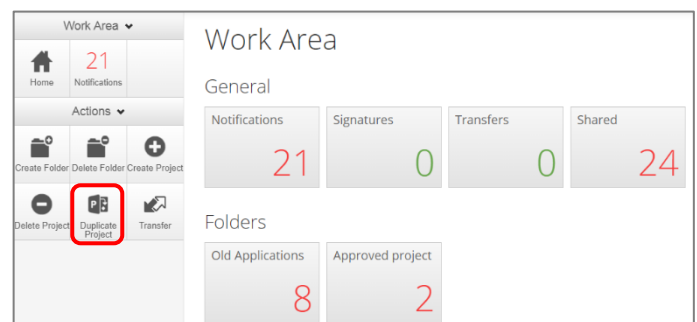 Work Area
Home
21
Notifications
Actions
Create Folder
Delete Folder
Create Project
Delete Project
Duplicate
Project
Transfer
Work Area
General
Notifications
21
Signatures
0
Transfers
0
Shared
24
Folders
Old Applications
8
Approved project
2